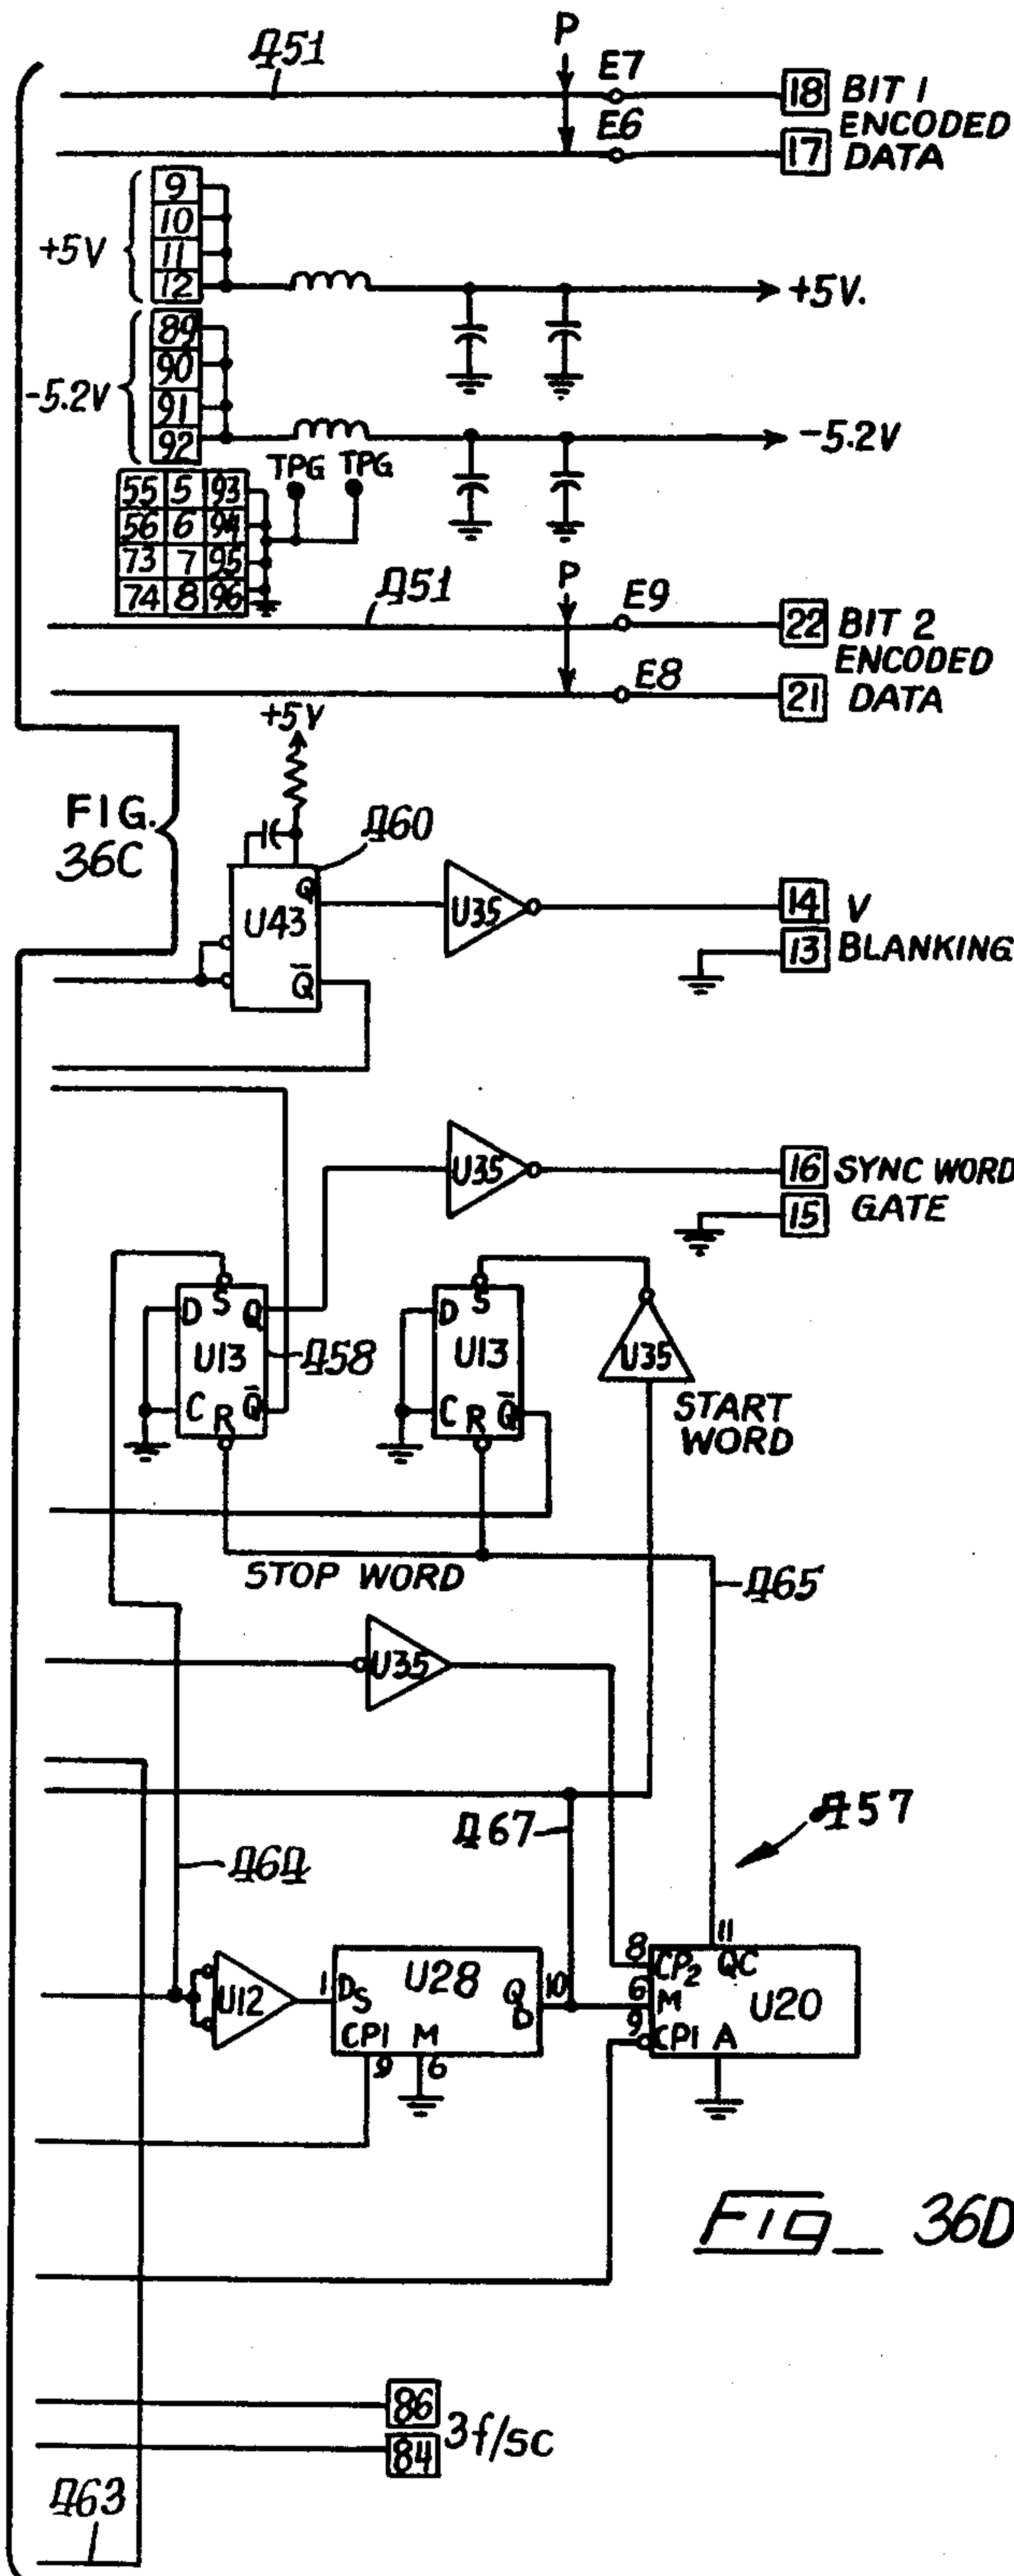 451
P
E7
18 BIT 1
ENCODED
E6
17 DATA
9
10
+5V
11
12
+5V.
89
90
-5.2V
91
92
-5.2V
TPG TPG
55 5 93
56 6 94
73 7 95
74 8 96
P
451
E9
22 BIT 2
ENCODED
E8
21 DATA
+5V
FIG.
36C
460
Q
U43
Q̅
U35
14 V
13 BLANKING
U35
16 SYNC WORD
15 GATE
D S Q
U13
458
C R Q̅
D S
U13
C R Q̅
U35
START
WORD
STOP WORD
465
U35
467
457
464
U12
1 DS U28 Q D 10
CP1 M
9 6
11
8 CP2 QC
6 M U20
9 CP1 A
FIG_ 36D
86
3f/sc
84
463